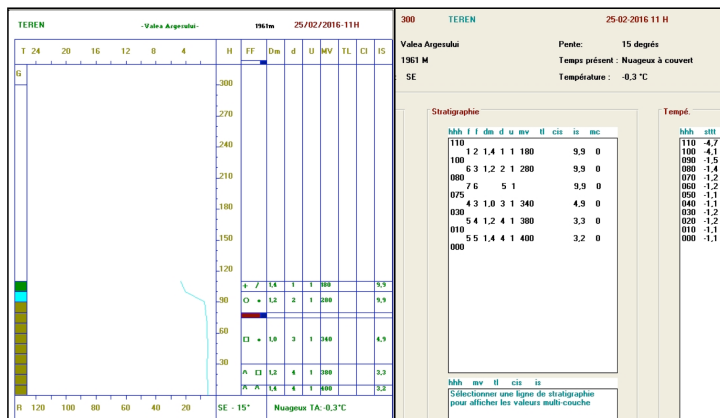 TEREN -Valea Argesului- 1961m 25/02/2016-11H
T 24 20 16 12 8 4 H FF Dm d U MV TL CI IS
G
300
270
240
210
180
150
120
+ / 1,4 1 1 180 9,9
90 O • 1,2 2 1 280 9,9
60
□ • 1,0 3 1 340 4,9
30
^ □ 1,2 4 1 380 3,3
^ ^ 1,4 4 1 400 3,2
R 120 100 80 60 40 20 SE - 15° Nuageux TA:-0,3°C
300 TEREN 25-02-2016 11 H
Valea Argesului Pente: 15 degrés
1961 M Temps présent : Nuageux à couvert
: SE Température : -0,3 °C
Stratigraphie
hhh f f dm d u mv tl cis is mc
110
1 2 1,4 1 1 180 9,9 0
100
6 3 1,2 2 1 280 9,9 0
080
7 6 5 1 9,9 0
075
4 3 1,0 3 1 340 4,9 0
030
5 4 1,2 4 1 380 3,3 0
010
5 5 1,4 4 1 400 3,2 0
000
hhh mv tl cis is
Sélectionner une ligne de stratigraphie
pour afficher les valeurs multi-couche
Tempé.
hhh sttt
110 -4,7
100 -4,1
090 -1,5
080 -1,4
070 -1,2
060 -1,2
050 -1,1
040 -1,1
030 -1,2
020 -1,2
010 -1,1
000 -1,1